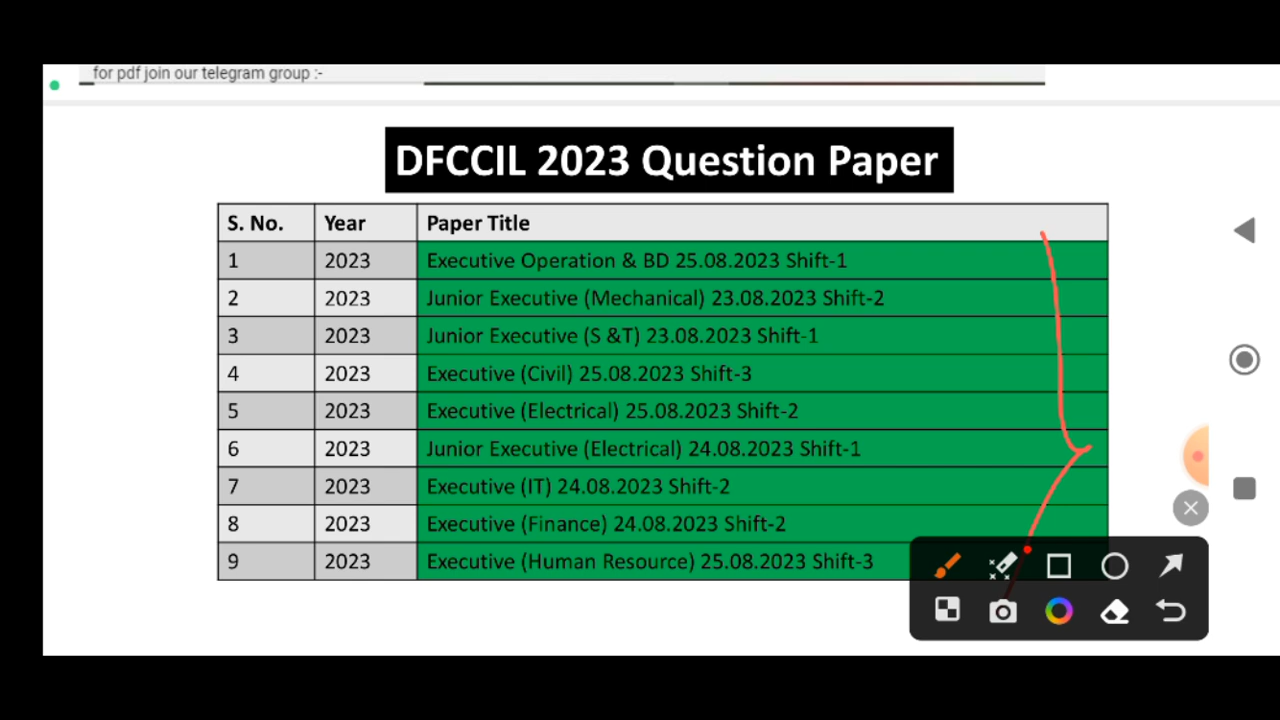 for pdf join our telegram group :-
DFCCIL 2023 Question Paper
S. No. Year Paper Title
1 2023 Executive Operation & BD 25.08.2023 Shift-1
2 2023 Junior Executive (Mechanical) 23.08.2023 Shift-2
3 2023 Junior Executive (S &T) 23.08.2023 Shift-1
4 2023 Executive (Civil) 25.08.2023 Shift-3
5 2023 Executive (Electrical) 25.08.2023 Shift-2
6 2023 Junior Executive (Electrical) 24.08.2023 Shift-1
7 2023 Executive (IT) 24.08.2023 Shift-2
8 2023 Executive (Finance) 24.08.2023 Shift-2
9 2023 Executive (Human Resource) 25.08.2023 Shift-3